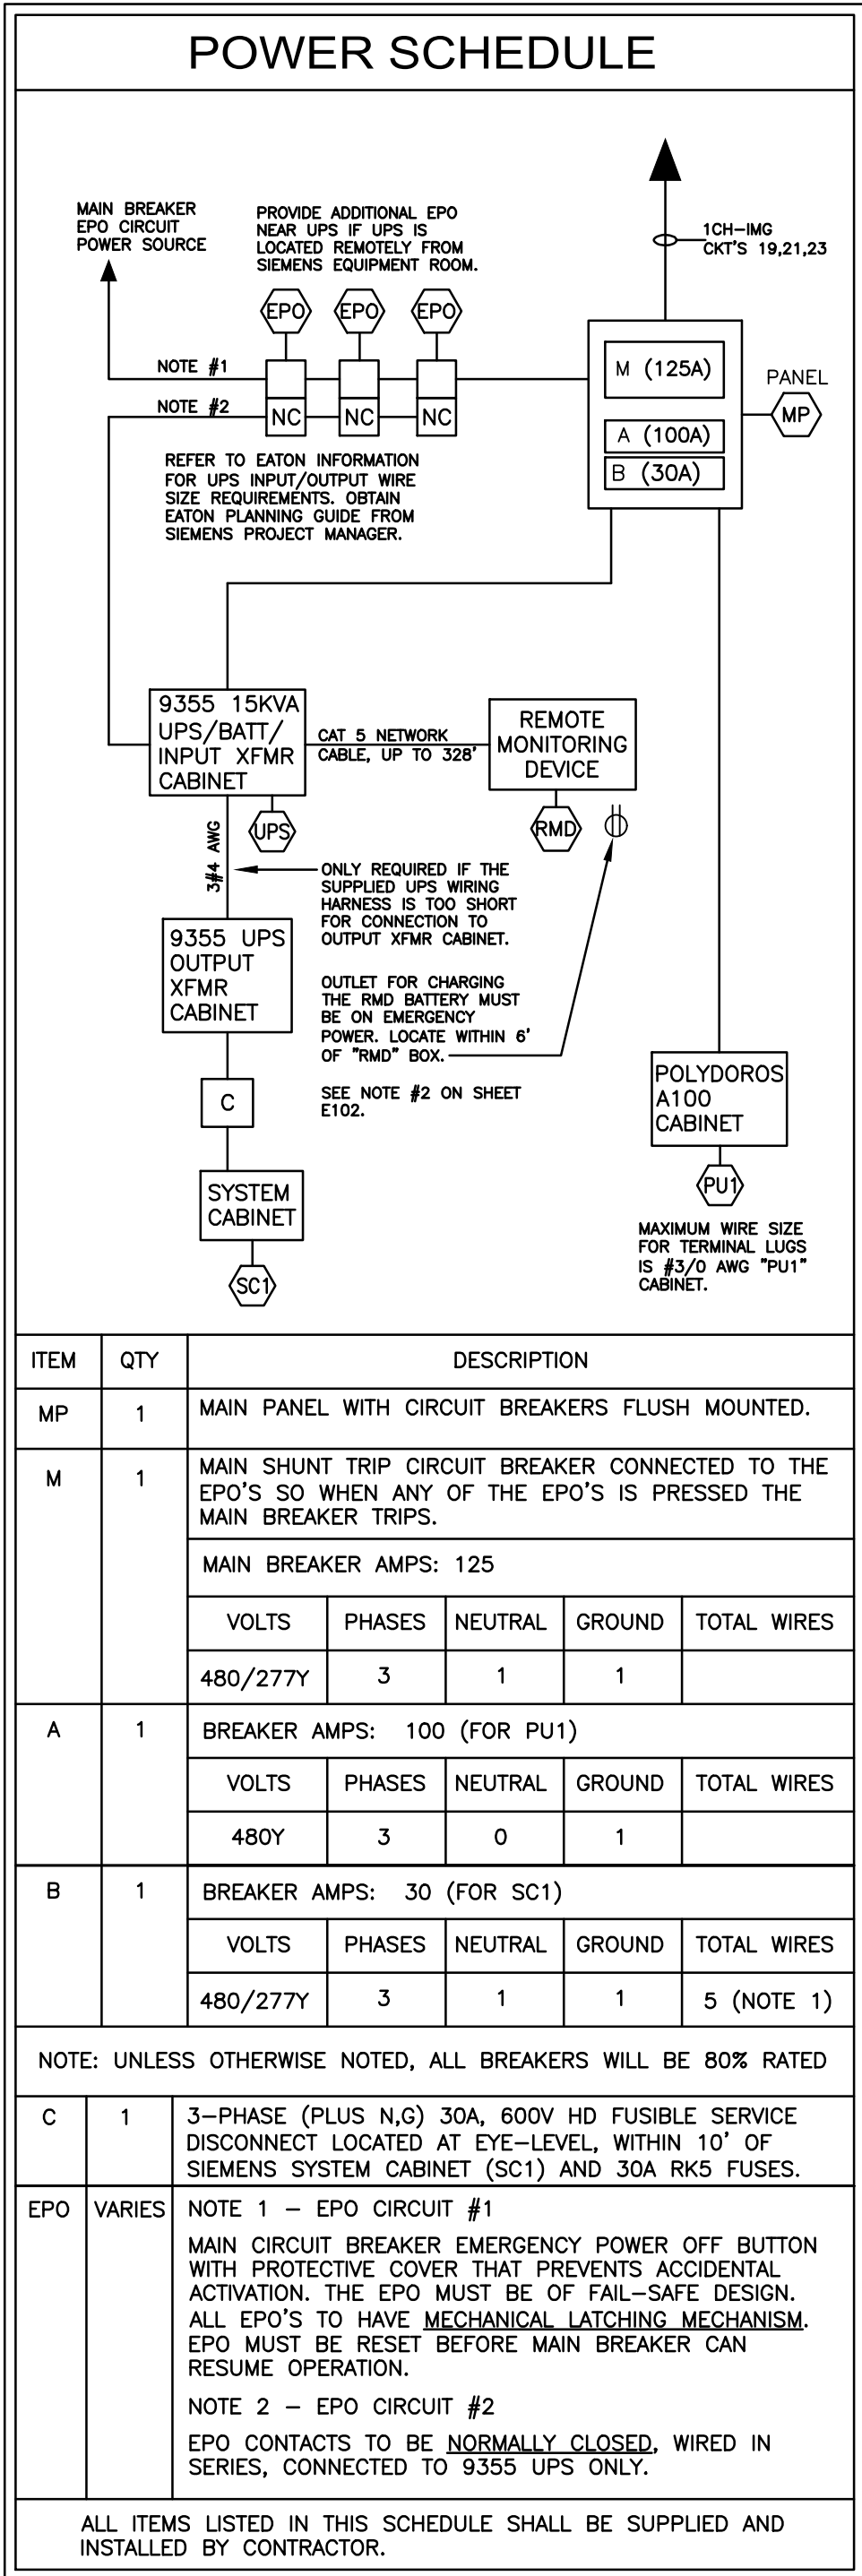 POWER SCHEDULE
MAIN BREAKER
EPO CIRCUIT
POWER SOURCE
PROVIDE ADDITIONAL EPO
NEAR UPS IF UPS IS
LOCATED REMOTELY FROM
SIEMENS EQUIPMENT ROOM.
1CH-IMG
CKT'S 19,21,23
EPO EPO EPO
NOTE #1
NOTE #2
NC NC NC
M (125A)
A (100A)
B (30A)
PANEL
MP
REFER TO EATON INFORMATION
FOR UPS INPUT/OUTPUT WIRE
SIZE REQUIREMENTS. OBTAIN
EATON PLANNING GUIDE FROM
SIEMENS PROJECT MANAGER.
9355 15KVA
UPS/BATT/
INPUT XFMR
CABINET
CAT 5 NETWORK
CABLE, UP TO 328'
REMOTE
MONITORING
DEVICE
UPS
RMD
3#4 AWG
ONLY REQUIRED IF THE
SUPPLIED UPS WIRING
HARNESS IS TOO SHORT
FOR CONNECTION TO
OUTPUT XFMR CABINET.
9355 UPS
OUTPUT
XFMR
CABINET
OUTLET FOR CHARGING
THE RMD BATTERY MUST
BE ON EMERGENCY
POWER. LOCATE WITHIN 6'
OF "RMD" BOX.
SEE NOTE #2 ON SHEET
E102.
C
SYSTEM
CABINET
SC1
POLYDOROS
A100
CABINET
PU1
MAXIMUM WIRE SIZE
FOR TERMINAL LUGS
IS #3/0 AWG "PU1"
CABINET.
ITEM QTY DESCRIPTION
MP 1 MAIN PANEL WITH CIRCUIT BREAKERS FLUSH MOUNTED.
M 1 MAIN SHUNT TRIP CIRCUIT BREAKER CONNECTED TO THE
EPO'S SO WHEN ANY OF THE EPO'S IS PRESSED THE
MAIN BREAKER TRIPS.
MAIN BREAKER AMPS: 125
VOLTS PHASES NEUTRAL GROUND TOTAL WIRES
480/277Y 3 1 1
A 1 BREAKER AMPS: 100 (FOR PU1)
VOLTS PHASES NEUTRAL GROUND TOTAL WIRES
480Y 3 0 1
B 1 BREAKER AMPS: 30 (FOR SC1)
VOLTS PHASES NEUTRAL GROUND TOTAL WIRES
480/277Y 3 1 1 5 (NOTE 1)
NOTE: UNLESS OTHERWISE NOTED, ALL BREAKERS WILL BE 80% RATED
C 1 3-PHASE (PLUS N,G) 30A, 600V HD FUSIBLE SERVICE
DISCONNECT LOCATED AT EYE-LEVEL, WITHIN 10' OF
SIEMENS SYSTEM CABINET (SC1) AND 30A RK5 FUSES.
EPO VARIES NOTE 1 - EPO CIRCUIT #1
MAIN CIRCUIT BREAKER EMERGENCY POWER OFF BUTTON
WITH PROTECTIVE COVER THAT PREVENTS ACCIDENTAL
ACTIVATION. THE EPO MUST BE OF FAIL-SAFE DESIGN.
ALL EPO'S TO HAVE MECHANICAL LATCHING MECHANISM.
EPO MUST BE RESET BEFORE MAIN BREAKER CAN
RESUME OPERATION.
NOTE 2 - EPO CIRCUIT #2
EPO CONTACTS TO BE NORMALLY CLOSED, WIRED IN
SERIES, CONNECTED TO 9355 UPS ONLY.
ALL ITEMS LISTED IN THIS SCHEDULE SHALL BE SUPPLIED AND
INSTALLED BY CONTRACTOR.